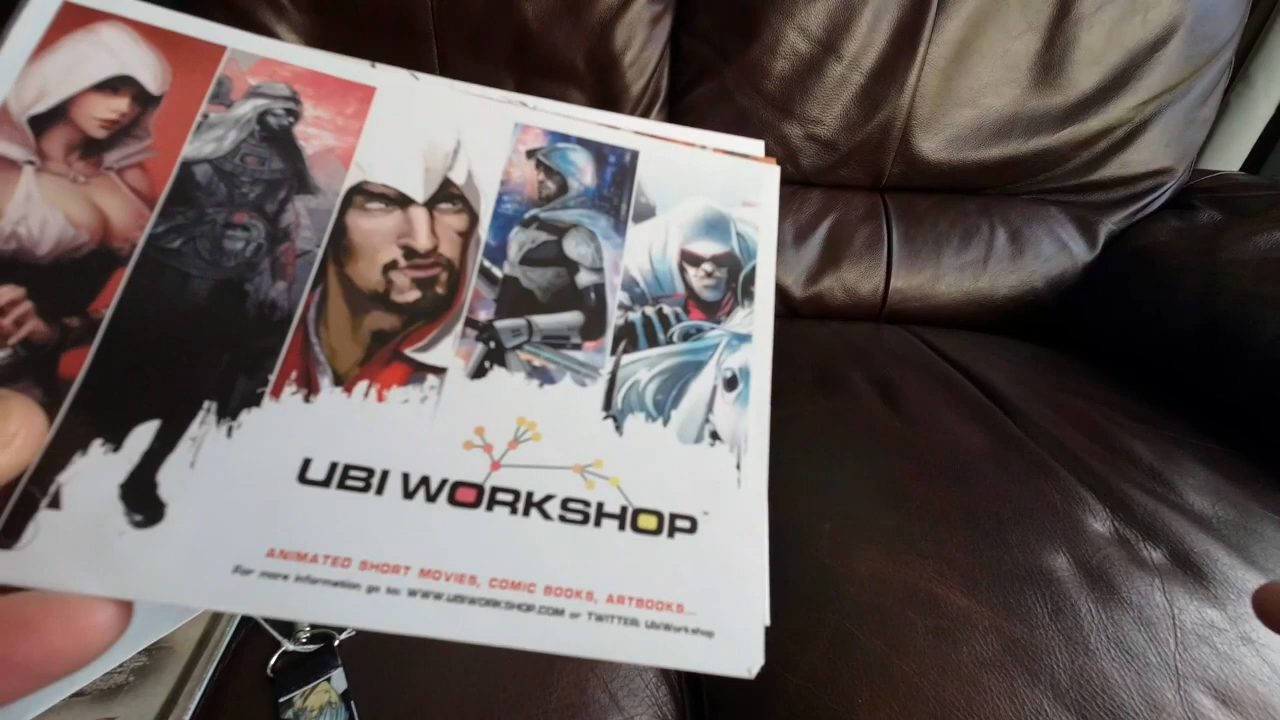 UBI WORKSHOP™
ANIMATED SHORT MOVIES, COMIC BOOKS, ARTBOOKS...
For more information go to: WWW.UBIWORKSHOP.COM or TWITTER: UbiWorkshop